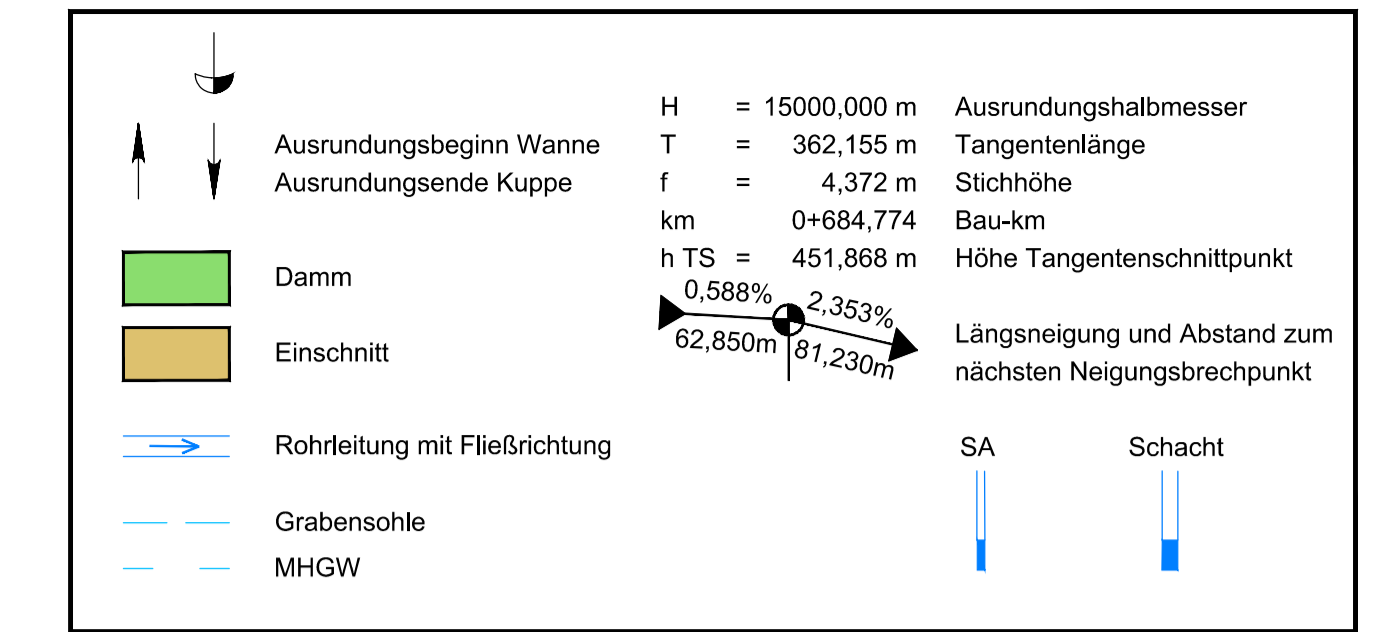 H = 15000,000 m Ausrundungshalbmesser
Ausrundungsbeginn Wanne
T = 362,155 m Tangentenlänge
Ausrundungsende Kuppe
f = 4,372 m Stichhöhe
km 0+684,774 Bau-km
h TS = 451,868 m Höhe Tangentenschnittpunkt
Damm
0,588% 2,353%
62,850m 81,230m
Längsneigung und Abstand zum
nächsten Neigungsbrechpunkt
Einschnitt
Rohrleitung mit Fließrichtung
SA Schacht
Grabensohle
MHGW